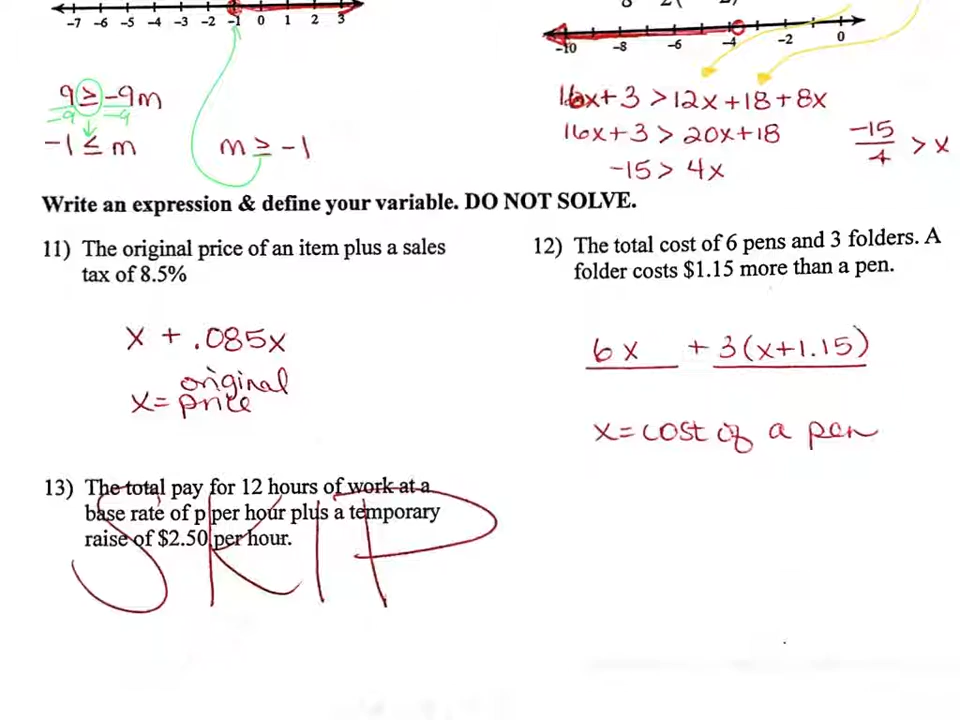 -7 -6 -5 -4 -3 -2 -1 0 1 2 3
-10 -8 -6 -4 -2 0
9 ≥ -9m
-9 -9
-1 ≤ m
m ≥ -1
16x+3 > 12x+18+8x
16x+3 > 20x+18
-15 > 4x
-15/4 > x
Write an expression & define your variable. DO NOT SOLVE.
11) The original price of an item plus a sales
tax of 8.5%
x + .085x
x = original
price
12) The total cost of 6 pens and 3 folders. A
folder costs $1.15 more than a pen.
6x + 3(x+1.15)
x = cost of a pen
13) The total pay for 12 hours of work at a
base rate of p per hour plus a temporary
raise of $2.50 per hour.
SKIP